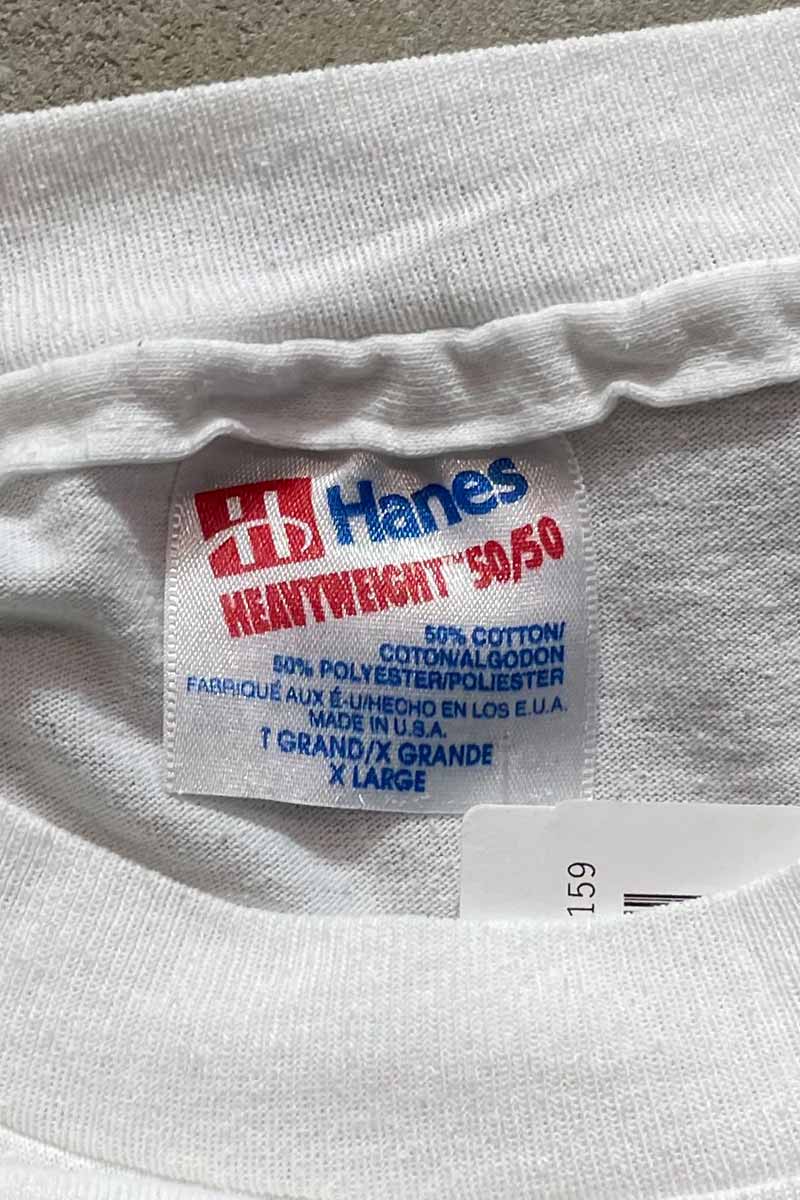 Hanes
HEAVYWEIGHT™ 50/50
50% COTTON/
COTON/ALGODON
50% POLYESTER/POLIESTER
FABRIQUÉ AUX É-U/HECHO EN LOS E.U.A.
MADE IN U.S.A.
T GRAND/X GRANDE
X LARGE
159